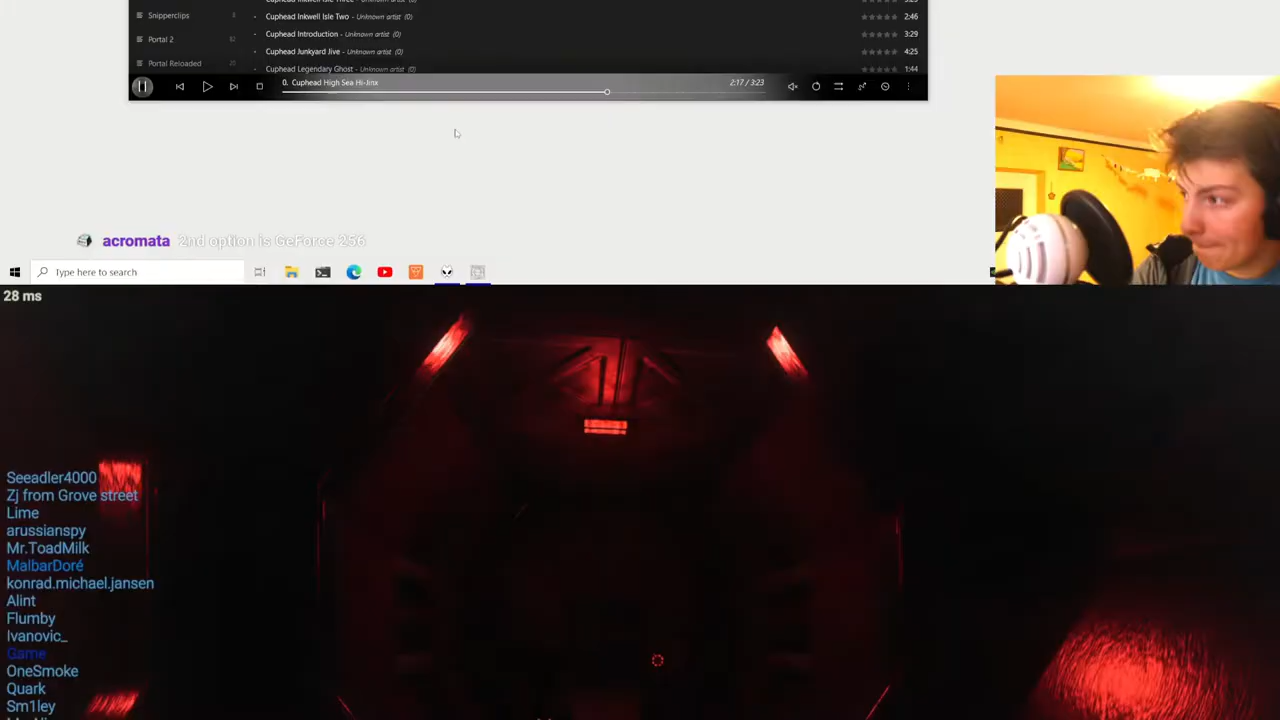 Snipperclips 8
Cuphead Inkwell Isle Two - Unknown artist (0) 2:46
Portal 2 82
Cuphead Introduction - Unknown artist (0) 3:29
Cuphead Junkyard Jive - Unknown artist (0) 4:25
Portal Reloaded 20
Cuphead Legendary Ghost - Unknown artist (0) 1:44
0. Cuphead High Sea Hi-Jinx 2:17 / 3:23
acromata 2nd option is GeForce 256
Type here to search
28 ms
Seeadler4000
Zj from Grove street
Lime
arussianspy
Mr.ToadMilk
MalbarDoré
konrad.michael.jansen
Alint
Flumby
Ivanovic_
Game
OneSmoke
Quark
Sm1ley